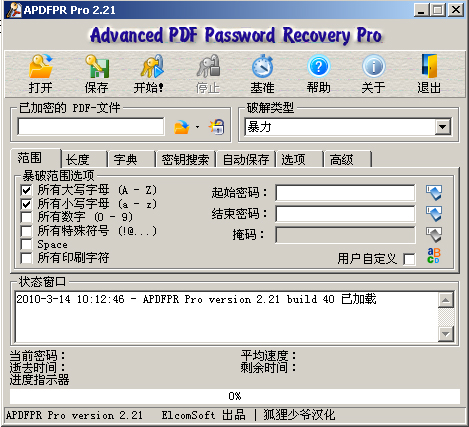 APDFPR Pro 2.21
Advanced PDF Password Recovery Pro
打开 保存 开始! 停止 基准 帮助 关于 退出
已加密的 PDF-文件 破解类型
暴力
范围 长度 字典 密钥搜索 自动保存 选项 高级
暴破范围选项
所有大写字母 (A - Z) 起始密码:
所有小写字母 (a - z)
所有数字 (0 - 9) 结束密码:
所有特殊符号 (!@...) 掩码:
Space
所有印刷字符 用户自定义
状态窗口
2010-3-14 10:12:46 - APDFPR Pro version 2.21 build 40 已加载
当前密码: 平均速度:
逝去时间: 剩余时间:
进度指示器
0%
APDFPR Pro version 2.21 ElcomSoft 出品 | 狐狸少爷汉化